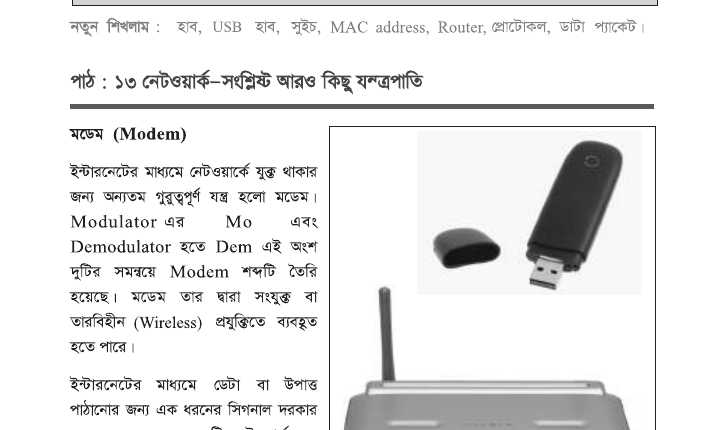 নতুন শিখলাম : হাব, USB হাব, সুইচ, MAC address, Router, প্রোটোকল, ডাটা প্যাকেট।
পাঠ : ১৩ নেটওয়ার্ক-সংশ্লিষ্ট আরও কিছু যন্ত্রপাতি
মডেম (Modem)
ইন্টারনেটের মাধ্যমে নেটওয়ার্কে যুক্ত থাকার
জন্য অন্যতম গুরুত্বপূর্ণ যন্ত্র হলো মডেম।
Modulator এর Mo এবং
Demodulator হতে Dem এই অংশ
দুটির সমন্বয়ে Modem শব্দটি তৈরি
হয়েছে। মডেম তার দ্বারা সংযুক্ত বা
তারবিহীন (Wireless) প্রযুক্তিতে ব্যবহৃত
হতে পারে।
ইন্টারনেটের মাধ্যমে ডেটা বা উপাত্ত
পাঠানোর জন্য এক ধরনের সিগনাল দরকার